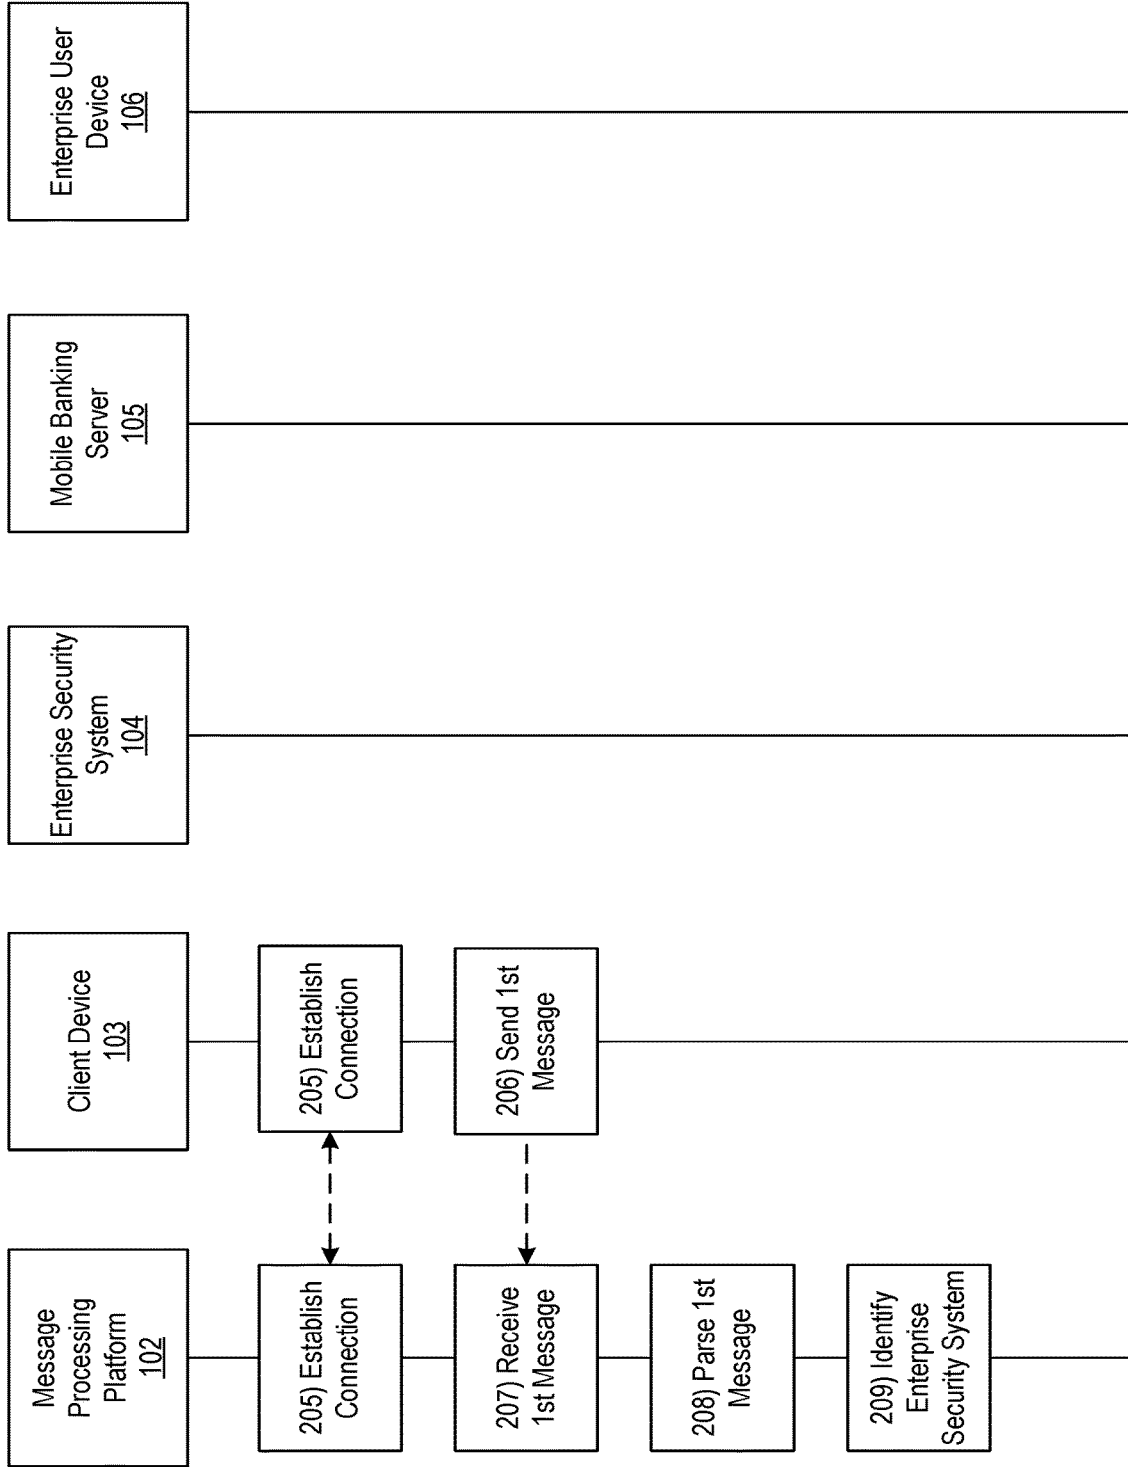 Message
Processing
Platform
102
Client Device
103
Enterprise Security
System
104
Mobile Banking
Server
105
Enterprise User
Device
106
205) Establish
Connection
205) Establish
Connection
207) Receive
1st Message
206) Send 1st
Message
208) Parse 1st
Message
209) Identify
Enterprise
Security System